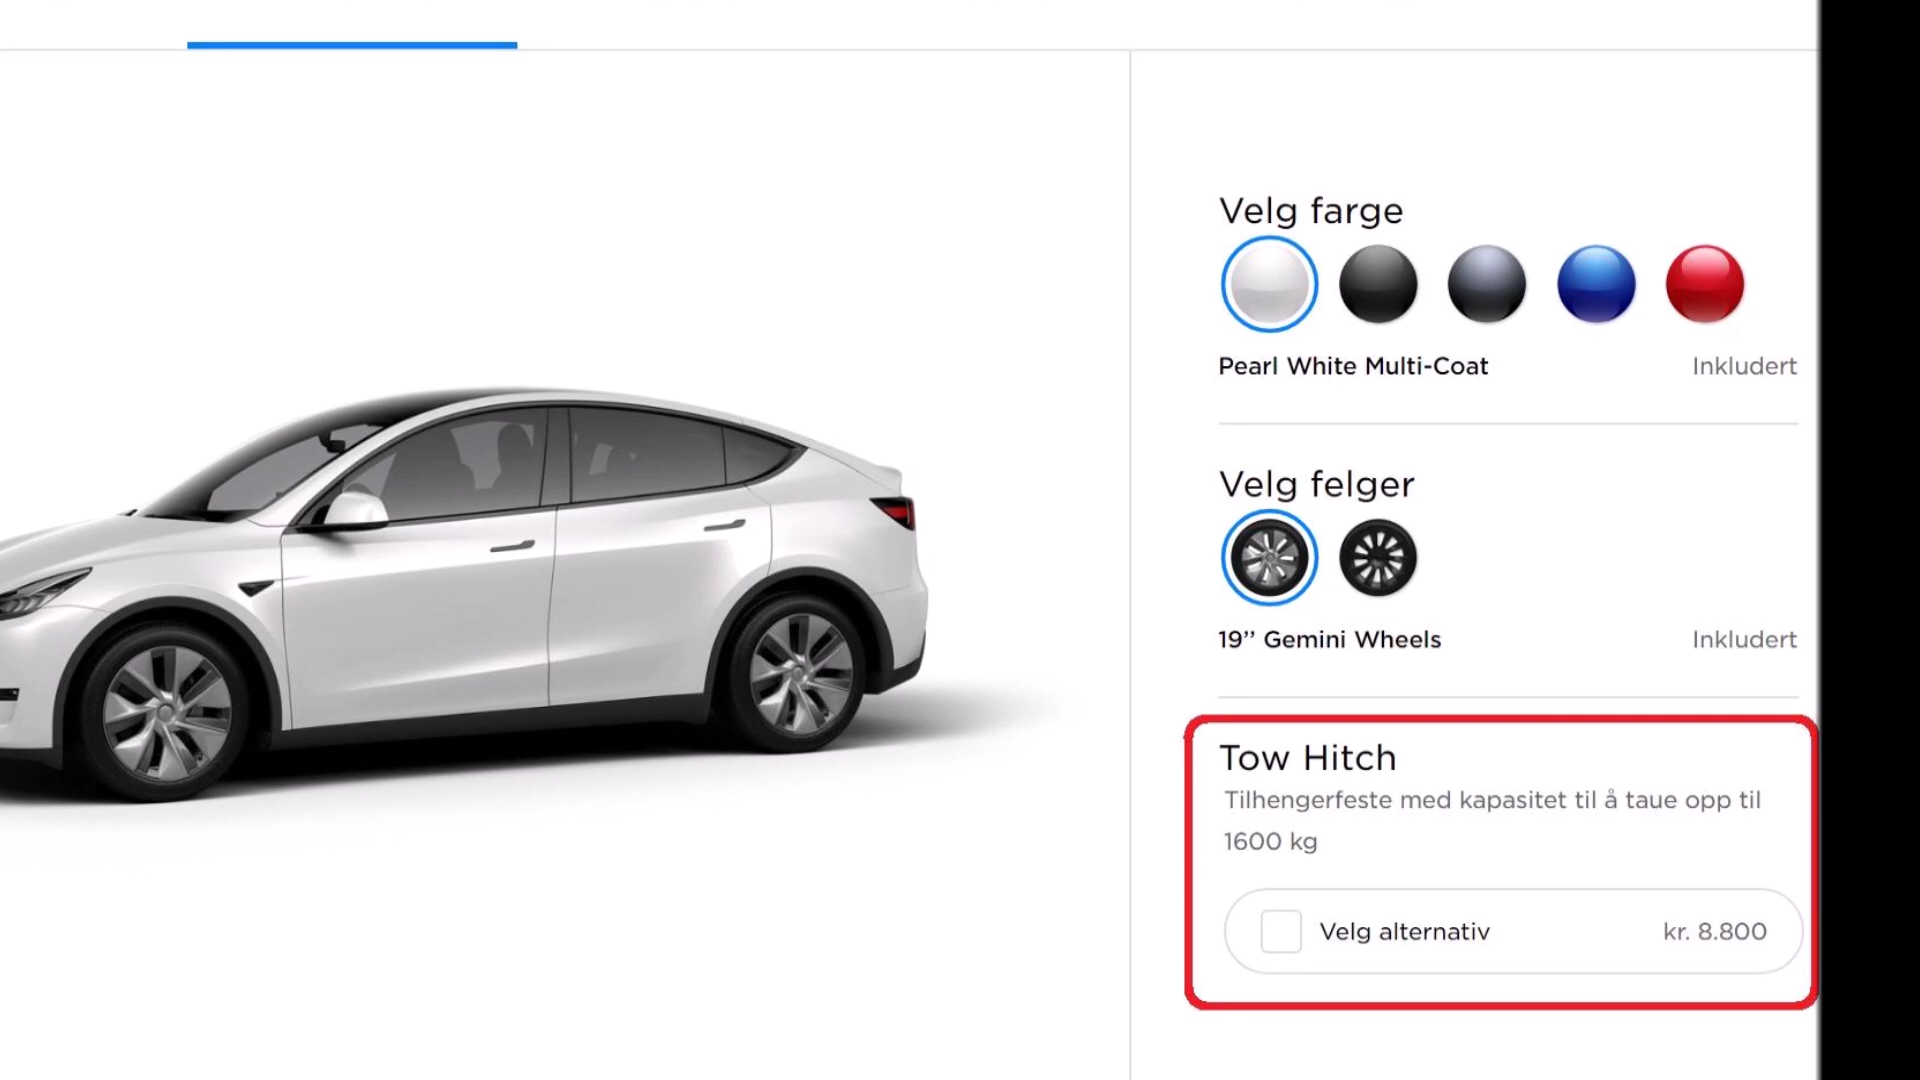 Velg farge
Pearl White Multi-Coat Inkludert
Velg felger
19’’ Gemini Wheels Inkludert
Tow Hitch
Tilhengerfeste med kapasitet til å taue opp til
1600 kg
Velg alternativ kr. 8.800